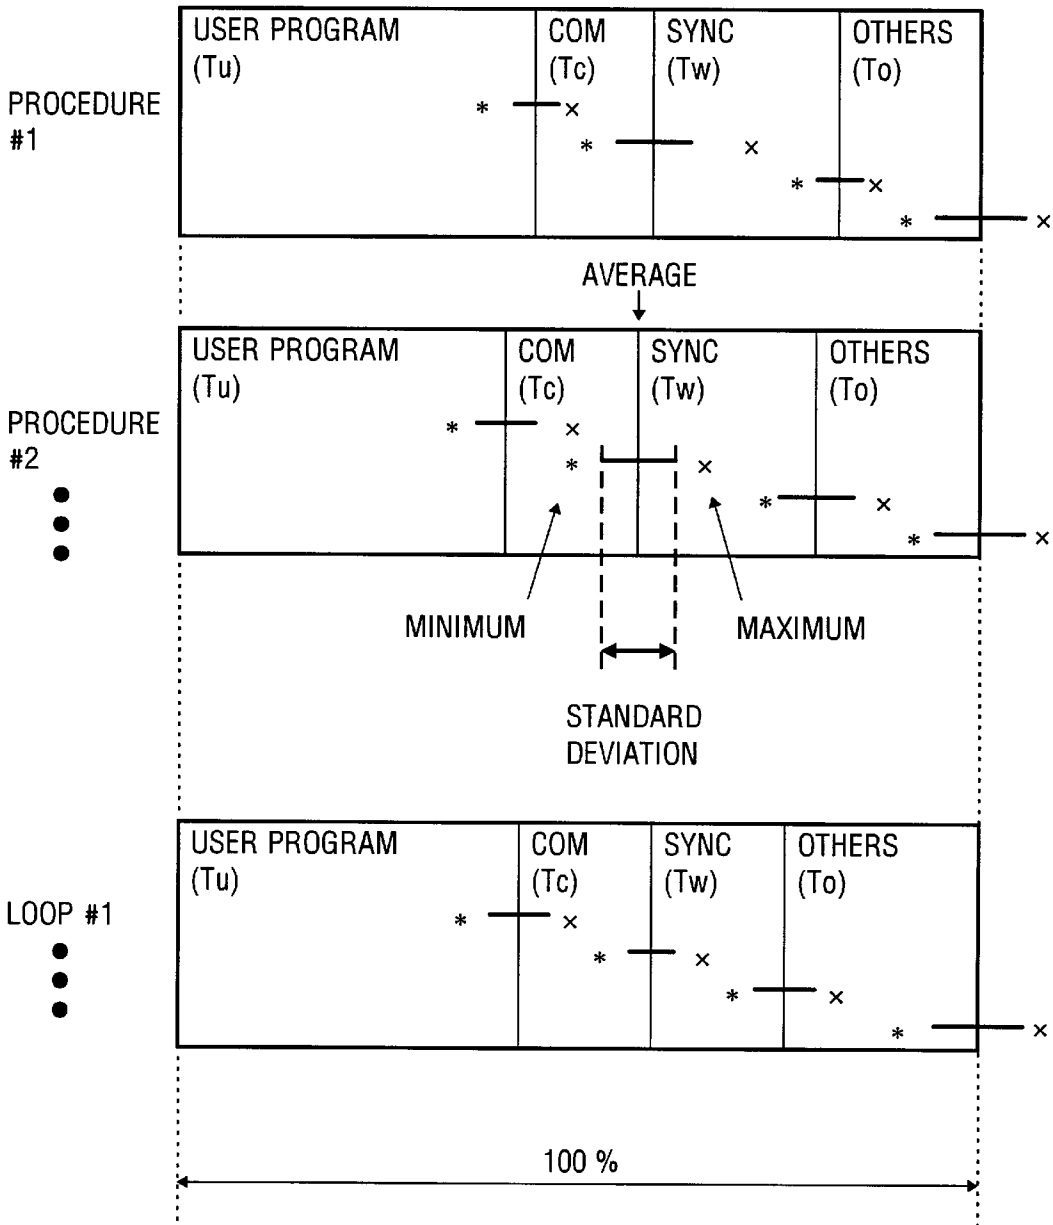 USER PROGRAM
(Tu)
COM
(Tc)
SYNC
(Tw)
OTHERS
(To)
PROCEDURE
#1
* × * × * × * ×
AVERAGE
USER PROGRAM
(Tu)
COM
(Tc)
SYNC
(Tw)
OTHERS
(To)
PROCEDURE
#2
* × * × * × * ×
MINIMUM
MAXIMUM
STANDARD
DEVIATION
USER PROGRAM
(Tu)
COM
(Tc)
SYNC
(Tw)
OTHERS
(To)
LOOP #1
* × * × * × * ×
100 %